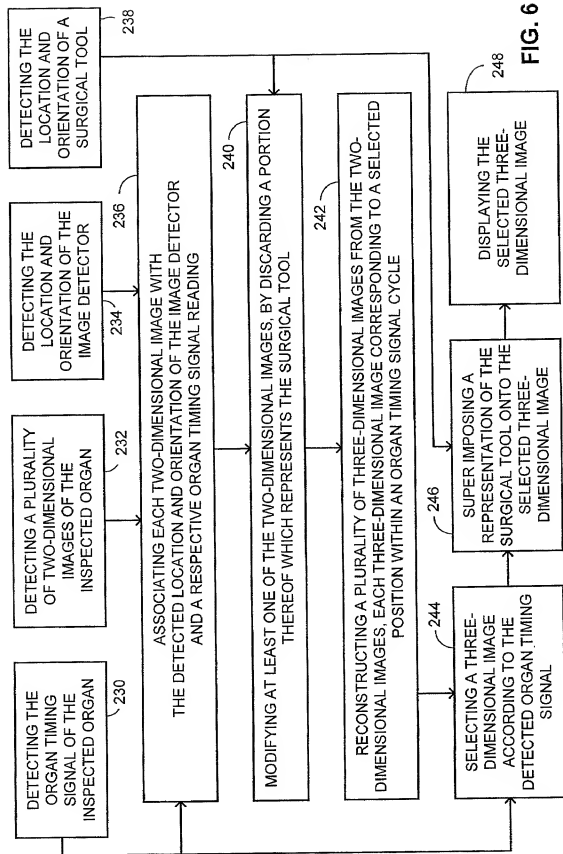 DETECTING THE
ORGAN TIMING
SIGNAL OF THE
INSPECTED ORGAN
230
DETECTING A PLURALITY
OF TWO-DIMENSIONAL
IMAGES OF THE
INSPECTED ORGAN
232
DETECTING THE
LOCATION AND
ORIENTATION OF THE
IMAGE DETECTOR
234
DETECTING THE
LOCATION AND
ORIENTATION OF A
SURGICAL TOOL
238
236
ASSOCIATING EACH TWO-DIMENSIONAL IMAGE WITH
THE DETECTED LOCATION AND ORIENTATION OF THE IMAGE DETECTOR
AND A RESPECTIVE ORGAN TIMING SIGNAL READING
240
MODIFYING AT LEAST ONE OF THE TWO-DIMENSIONAL IMAGES, BY DISCARDING A PORTION
THEREOF WHICH REPRESENTS THE SURGICAL TOOL
242
RECONSTRUCTING A PLURALITY OF THREE-DIMENSIONAL IMAGES FROM THE TWO-
DIMENSIONAL IMAGES, EACH THREE-DIMENSIONAL IMAGE CORRESPONDING TO A SELECTED
POSITION WITHIN AN ORGAN TIMING SIGNAL CYCLE
244
SELECTING A THREE-
DIMENSIONAL IMAGE
ACCORDING TO THE
DETECTED ORGAN TIMING
SIGNAL
246
SUPER IMPOSING A
REPRESENTATION OF THE
SURGICAL TOOL ONTO THE
SELECTED THREE-
DIMENSIONAL IMAGE
248
DISPLAYING THE
SELECTED THREE-
DIMENSIONAL IMAGE
FIG. 6